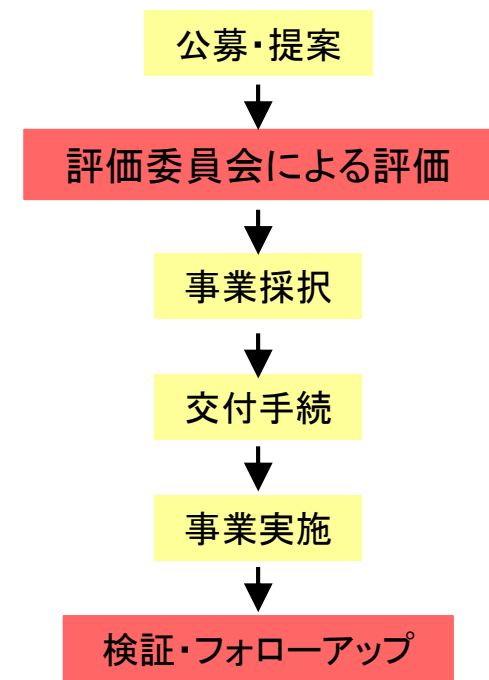 公募・提案
評価委員会による評価
事業採択
交付手続
事業実施
検証・フォローアップ